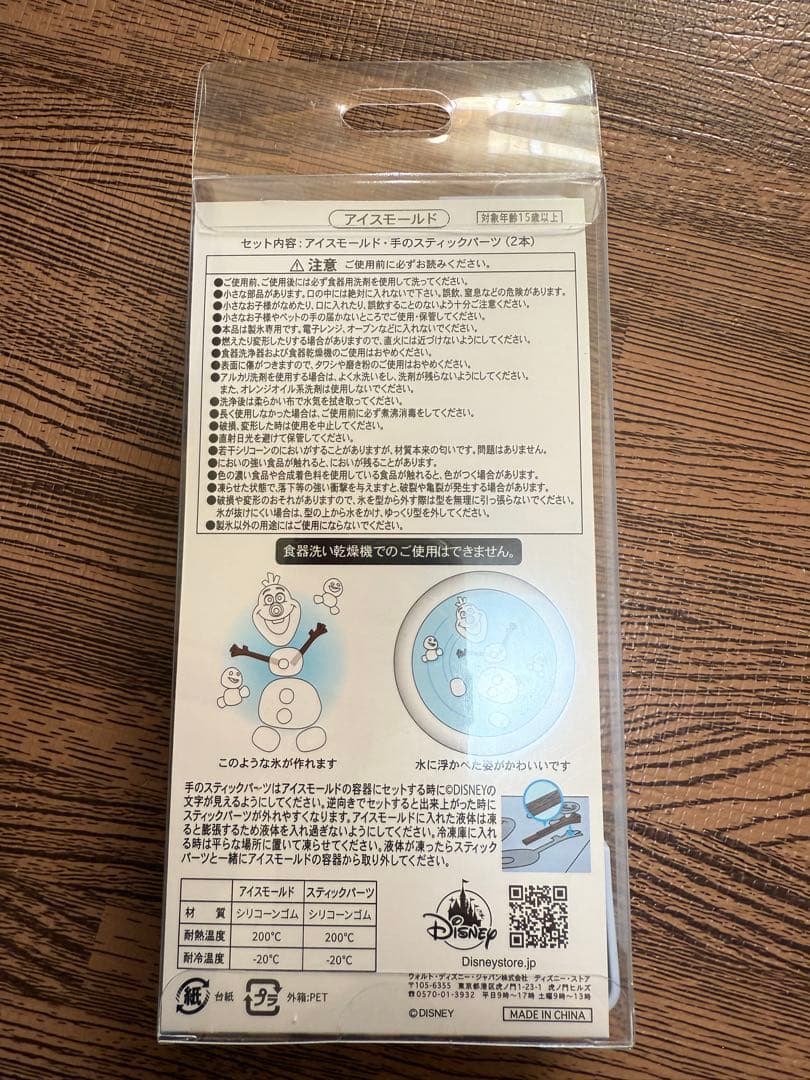 アイスモールド
対象年齢15歳以上
セット内容:アイスモールド・手のスティックパーツ(2本)
注意 ご使用前に必ずお読みください。
●ご使用前、ご使用後には必ず食器用洗剤を使用して洗ってください。
●小さな部品があります。口の中には絶対に入れないで下さい。誤飲、窒息などの危険があります。
●小さなお子様がなめたり、口に入れたり、誤飲することのないよう十分ご注意ください。
●小さなお子様やペットの手の届かないところでご使用・保管してください。
●本品は製氷専用です。電子レンジ、オーブンなどに入れないでください。
●燃えたり変形したりする場合がありますので、直火には近づけないようにしてください。
●食器洗浄器および食器乾燥機のご使用はおやめください。
●表面に傷がつきますので、タワシや磨き粉のご使用はおやめください。
●アルカリ洗剤を使用する場合は、よく水洗いをし、洗剤が残らないようにしてください。
また、オレンジオイル系洗剤は使用しないでください。
●洗浄後は柔らかい布で水気を拭き取ってください。
●長く使用しなかった場合は、ご使用前に必ず煮沸消毒をしてください。
●破損、変形した時は使用を中止してください。
●直射日光を避けて保管してください。
●若干シリコーンのにおいがすることがありますが、材質本来の匂いです。問題はありません。
●においの強い食品が触れると、においが残ることがあります。
●色の濃い食品や合成着色料を使用している食品が触れると、色がつく場合があります。
●凍らせた状態で、落下等の強い衝撃を与えますと、破裂や亀裂が発生する場合があります。
●破損や変形のおそれがありますので、氷を型から外す際は型を無理に引っ張らないでください。
氷が抜けにくい場合は、型の上から水をかけ、ゆっくり型を外してください。
●製氷以外の用途にはご使用にならないでください。
食器洗い乾燥機でのご使用はできません。
このような氷が作れます
水に浮かべた姿がかわいいです
手のスティックパーツはアイスモールドの容器にセットする時に©DISNEYの
文字が見えるようにしてください。逆向きでセットすると出来上がった時に
スティックパーツが外れやすくなります。アイスモールドに入れた液体は凍
ると膨張するため液体を入れ過ぎないようにしてください。冷凍庫に入れ
る時は平らな場所に置いて凍らせてください。液体が凍ったらスティック
パーツと一緒にアイスモールドの容器から取り外してください。
アイスモールド スティックパーツ
材 質 シリコーンゴム シリコーンゴム
耐熱温度 200℃ 200℃
耐冷温度 -20℃ -20℃
Disney
Disneystore.jp
紙 台紙 プラ 外箱:PET
ウォルト・ディズニー・ジャパン株式会社 ディズニー・ストア
〒105-6355 東京都港区虎ノ門1-23-1 虎ノ門ヒルズ
☎0570-01-3932 平日9時〜17時 土曜9時〜13時
©DISNEY
MADE IN CHINA